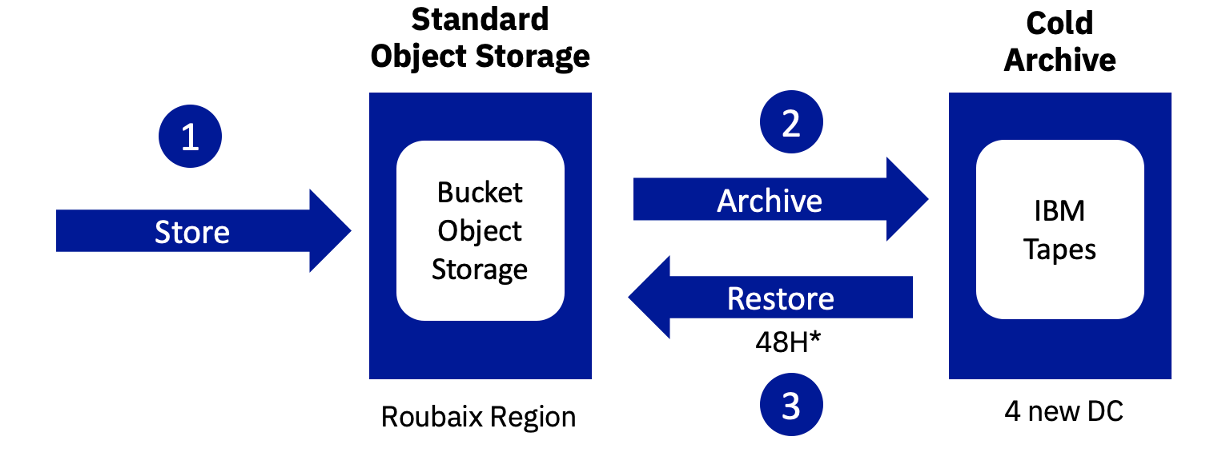 Standard
Object Storage
Cold
Archive
1
2
Store
Bucket
Object
Storage
Archive
IBM
Tapes
Restore
48H*
3
Roubaix Region
4 new DC